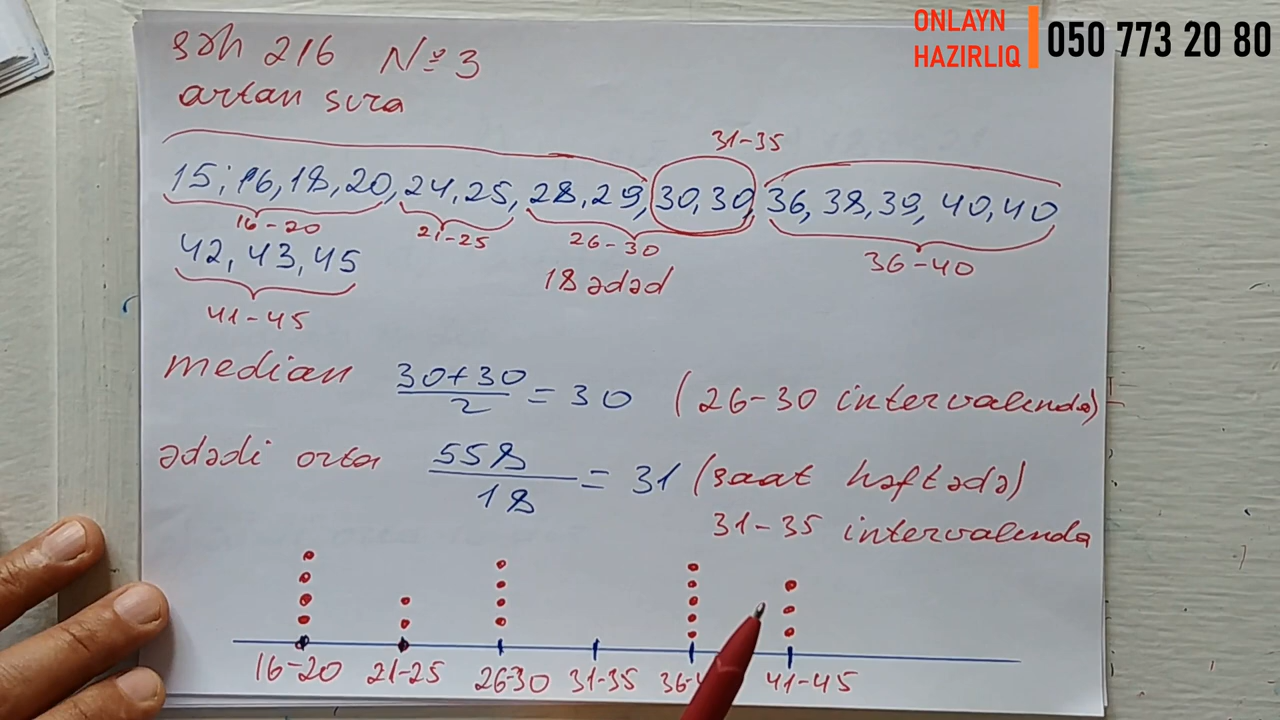 ONLAYN
HAZIRLIQ
050 773 20 80
səh 216 №3
artan sıra
31-35
15; 16, 18, 20, 24, 25, 28, 29, 30, 30, 36, 38, 39, 40, 40
16-20 21-25 26-30 36-40
42, 43, 45
18 ədəd
41-45
median 30+30/2 = 30 (26-30 intervalında)
ədədi orta 558/18 = 31 (saat həftədə)
31-35 intervalında
16-20 21-25 26-30 31-35 36-4 41-45